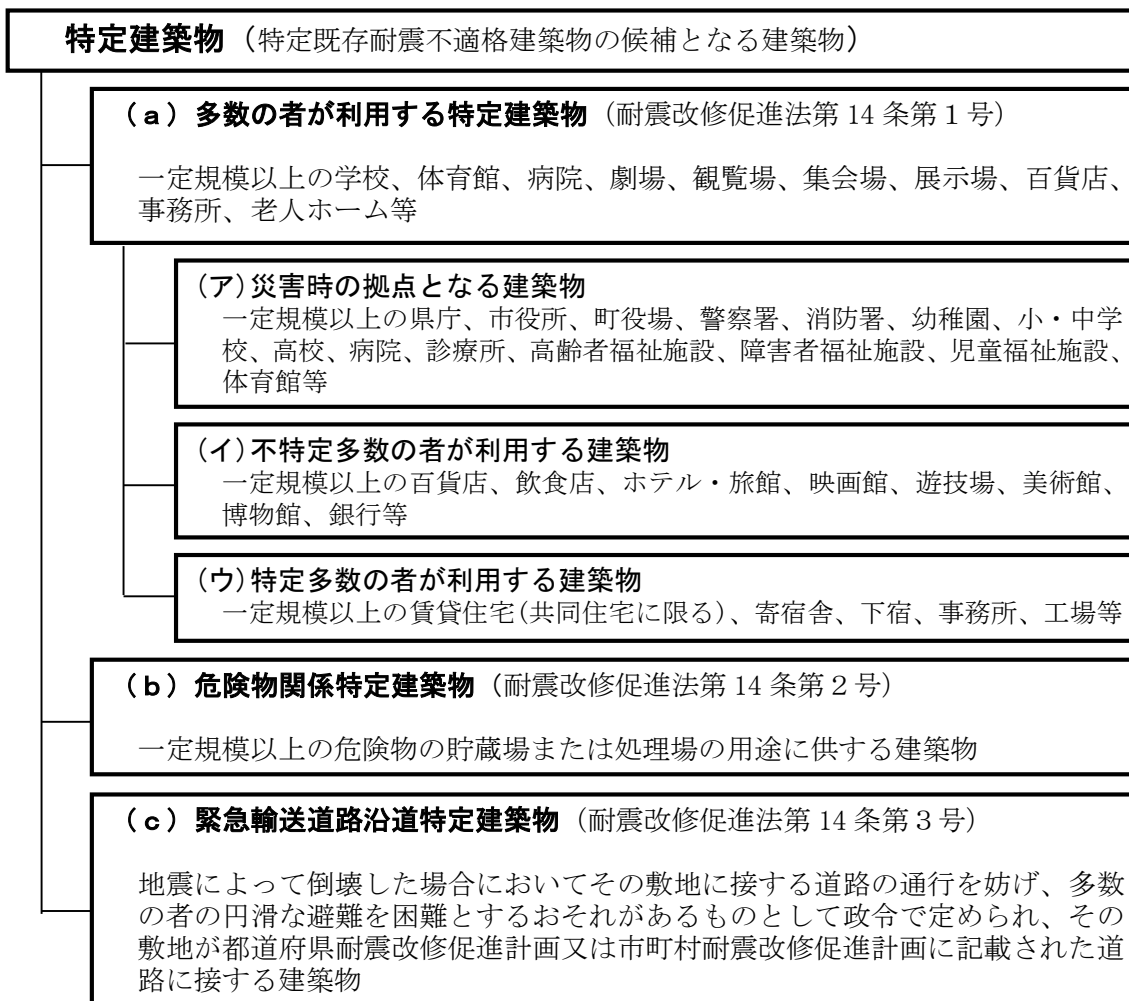 特定建築物（特定既存耐震不適格建築物の候補となる建築物）
（ａ）多数の者が利用する特定建築物（耐震改修促進法第 14 条第１号）
一定規模以上の学校、体育館、病院、劇場、観覧場、集会場、展示場、百貨店、
事務所、老人ホーム等
(ア)災害時の拠点となる建築物
一定規模以上の県庁、市役所、町役場、警察署、消防署、幼稚園、小・中学
校、高校、病院、診療所、高齢者福祉施設、障害者福祉施設、児童福祉施設、
体育館等
(イ)不特定多数の者が利用する建築物
一定規模以上の百貨店、飲食店、ホテル・旅館、映画館、遊技場、美術館、
博物館、銀行等
(ウ)特定多数の者が利用する建築物
一定規模以上の賃貸住宅(共同住宅に限る)、寄宿舎、下宿、事務所、工場等
（ｂ）危険物関係特定建築物（耐震改修促進法第 14 条第２号）
一定規模以上の危険物の貯蔵場または処理場の用途に供する建築物
（ｃ）緊急輸送道路沿道特定建築物（耐震改修促進法第 14 条第３号）
地震によって倒壊した場合においてその敷地に接する道路の通行を妨げ、多数
の者の円滑な避難を困難とするおそれがあるものとして政令で定められ、その
敷地が都道府県耐震改修促進計画又は市町村耐震改修促進計画に記載された道
路に接する建築物